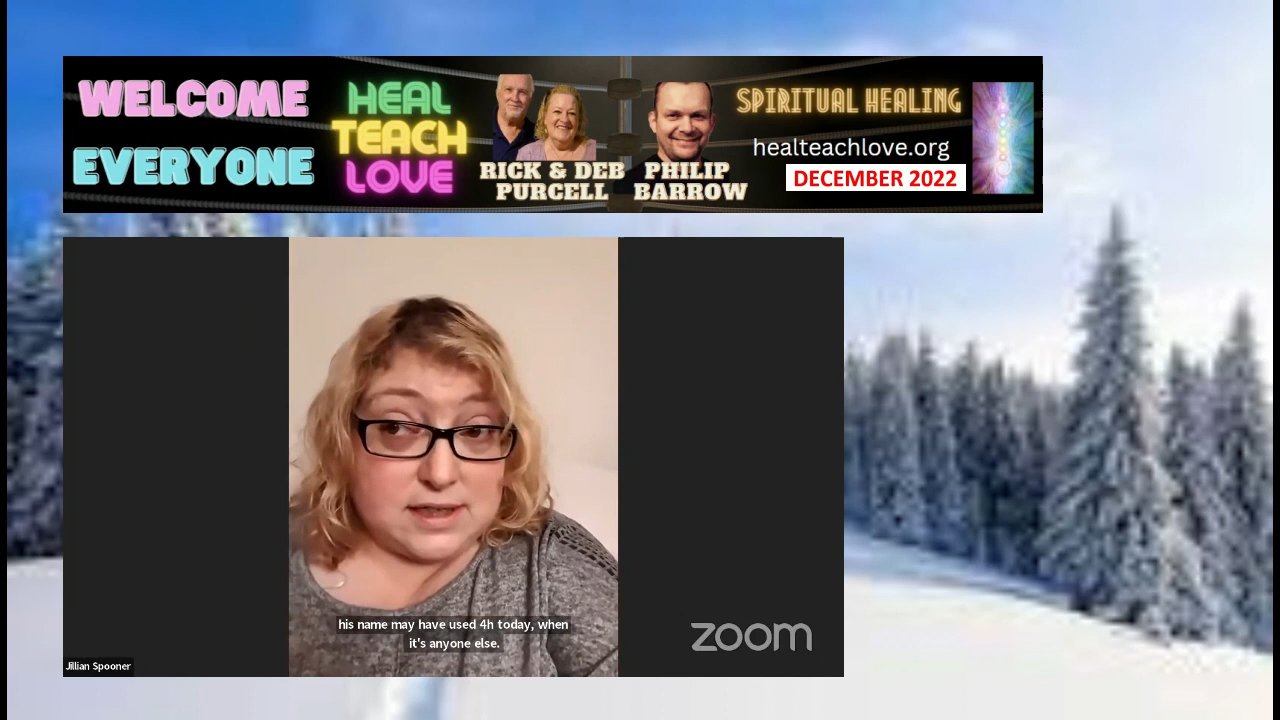 WELCOME
EVERYONE
HEAL
TEACH
LOVE
RICK & DEB
PURCELL
PHILIP
BARROW
SPIRITUAL HEALING
healteachlove.org
DECEMBER 2022
his name may have used 4h today, when
it's anyone else.
zoom
Jillian Spooner